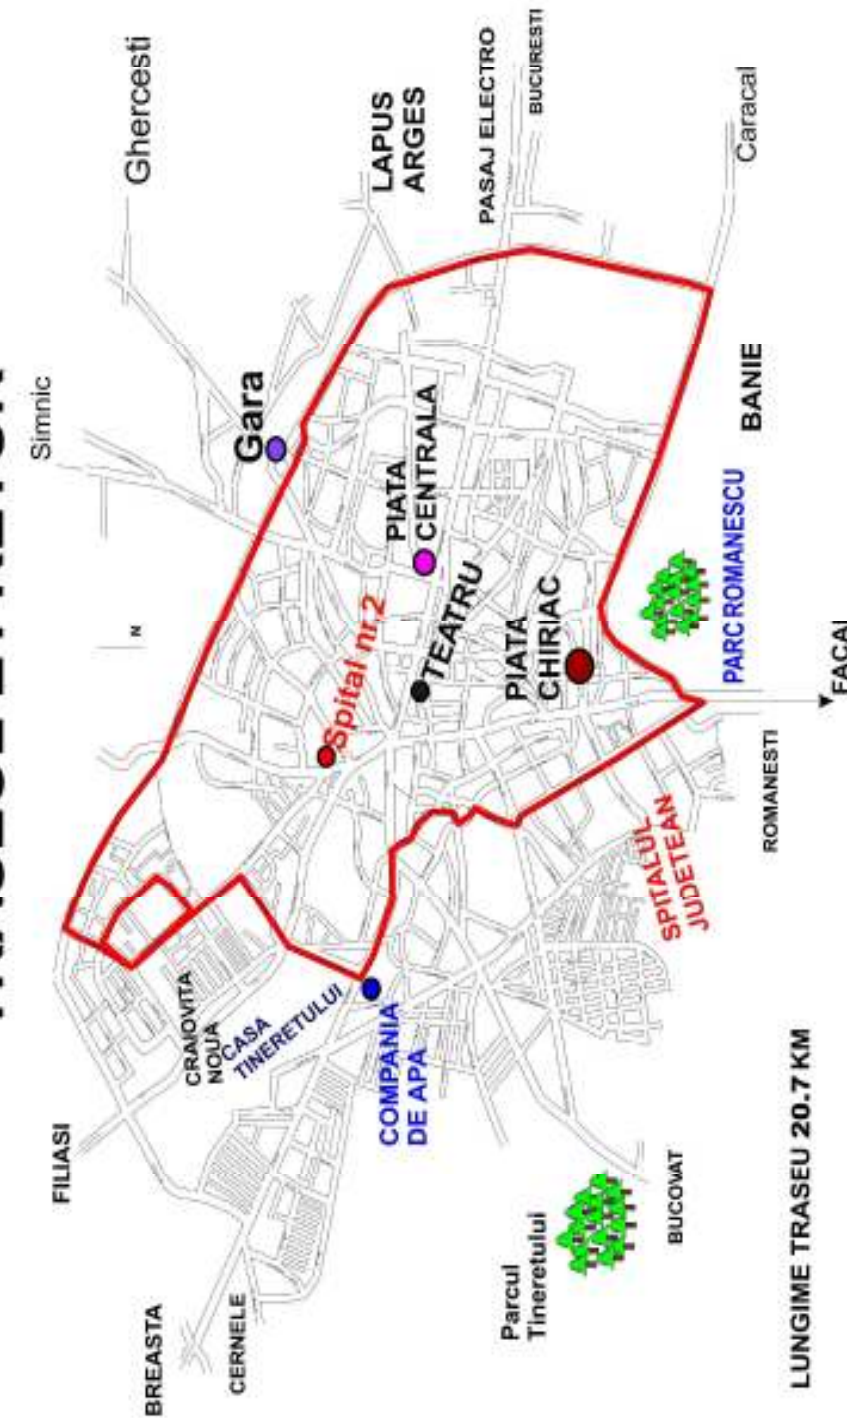 Simnic
Ghercesti
FILIASI
Gara
LAPUS
ARGES
BREASTA
CRAIOVITA
NOUA
CASA
TINERETULUI
CERNELE
N
Spital nr.2
PIATA
CENTRALA
PASAJ ELECTRO
BUCURESTI
COMPANIA
DE APA
TEATRU
PIATA
CHIRIAC
Caracal
Parcul
Tineretului
BUCOVAT
SPITALUL
JUDETEAN
PARC ROMANESCU
BANIE
ROMANESTI
FACAI
LUNGIME TRASEU 20.7 KM